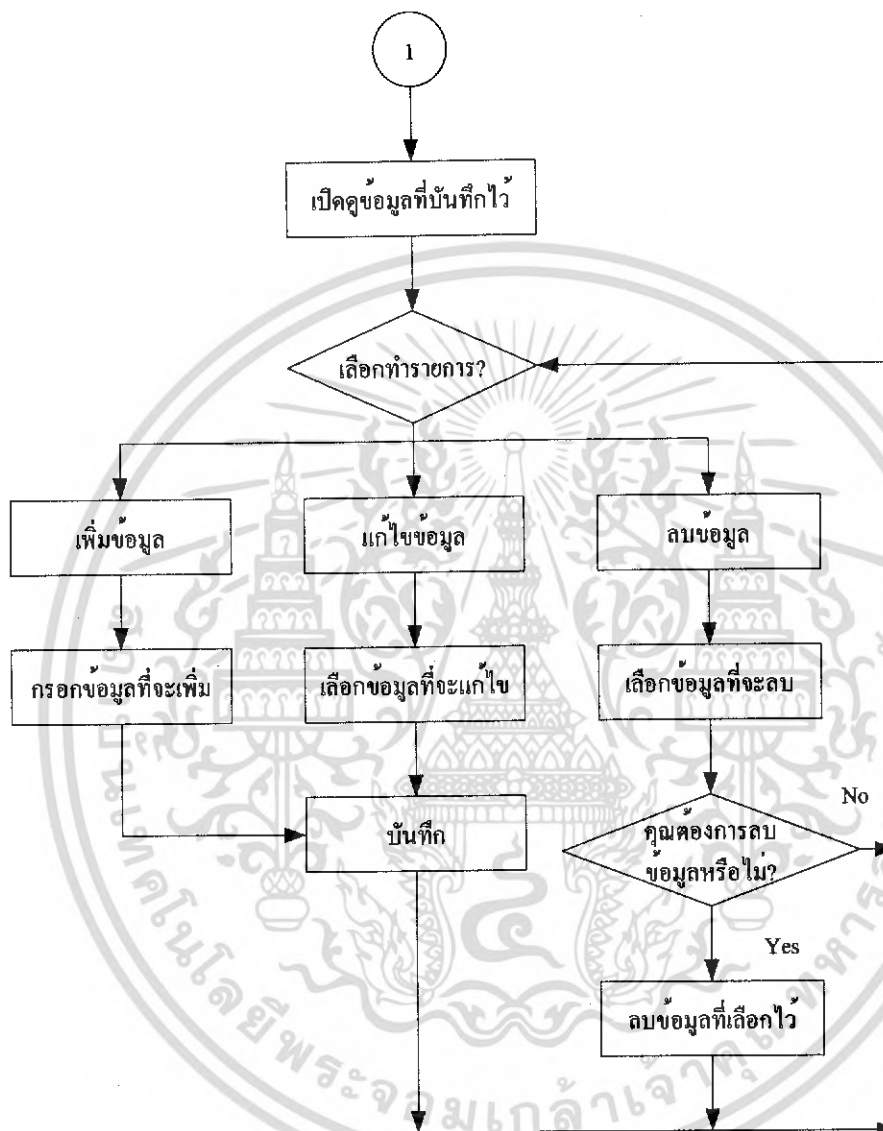 1
เปิดดูข้อมูลที่บันทึกไว้
เลือกทำรายการ?
เพิ่มข้อมูล
แก้ไขข้อมูล
ลบข้อมูล
กรอกข้อมูลที่จะเพิ่ม
เลือกข้อมูลที่จะแก้ไข
เลือกข้อมูลที่จะลบ
No
บันทึก
คุณต้องการลบ
ข้อมูลหรือไม่?
Yes
ลบข้อมูลที่เลือกไว้